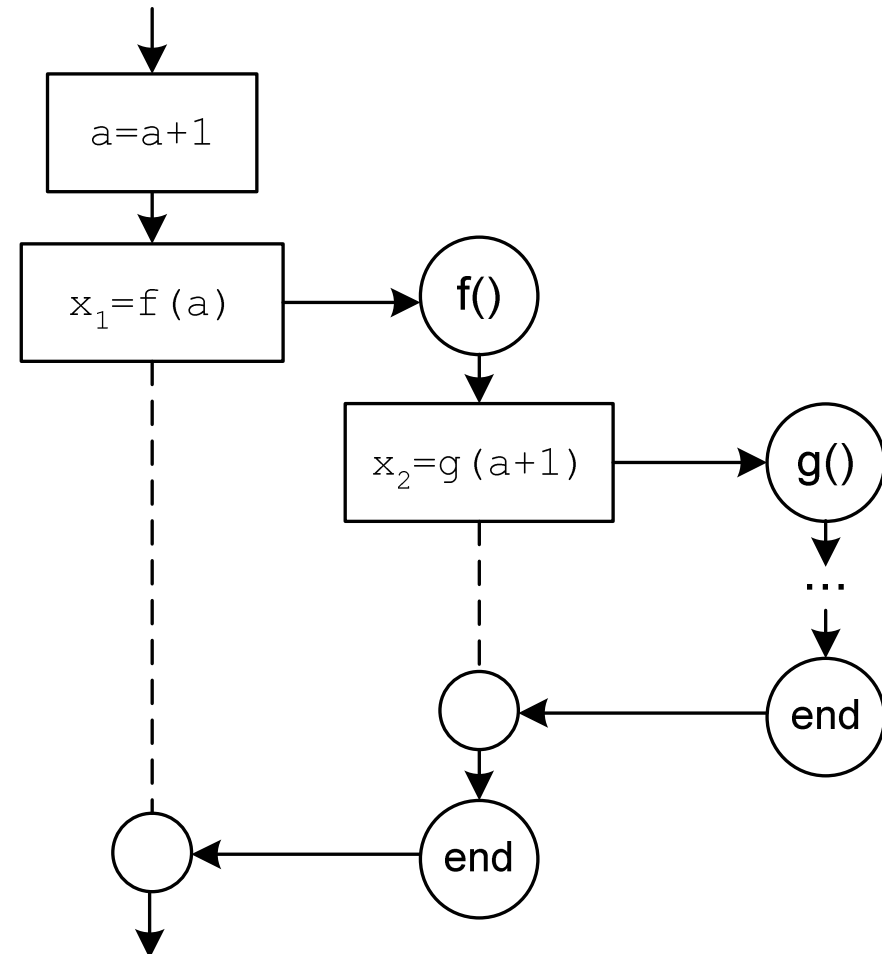 a=a+1
x₁=f(a)
f()
x₂=g(a+1)
g()
...
end
end